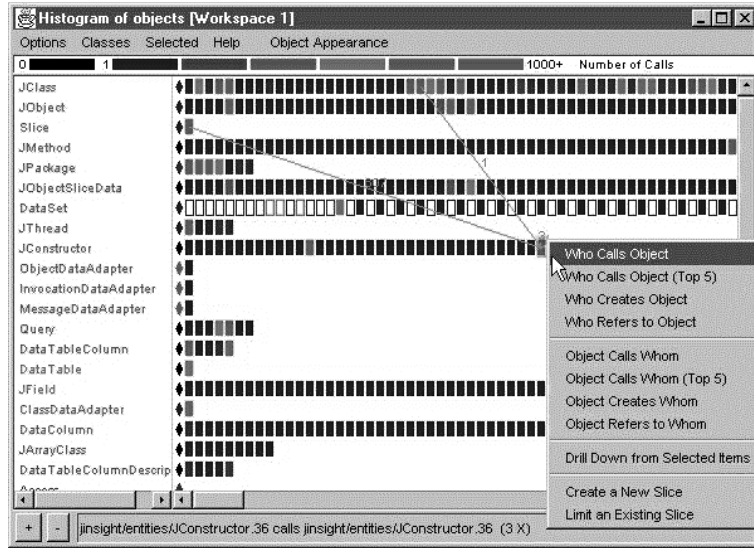 Histogram of objects [Workspace 1]
Options Classes Selected Help Object Appearance
0 1 1000+ Number of Calls
JClass
JObject
Slice
JMethod
JPackage
JObjectSliceData
DataSet
JThread
JConstructor
ObjectDataAdapter
InvocationDataAdapter
MessageDataAdapter
Query
DataTableColumn
DataTable
JField
ClassDataAdapter
DataColumn
JArrayClass
DataTableColumnDescrip
1
Who Calls Object
Who Calls Object (Top 5)
Who Creates Object
Who Refers to Object
Object Calls Whom
Object Calls Whom (Top 5)
Object Creates Whom
Object Refers to Whom
Drill Down from Selected Items
Create a New Slice
Limit an Existing Slice
+ - jinsight/entities/JConstructor.36 calls jinsight/entities/JConstructor.36 (3 X)